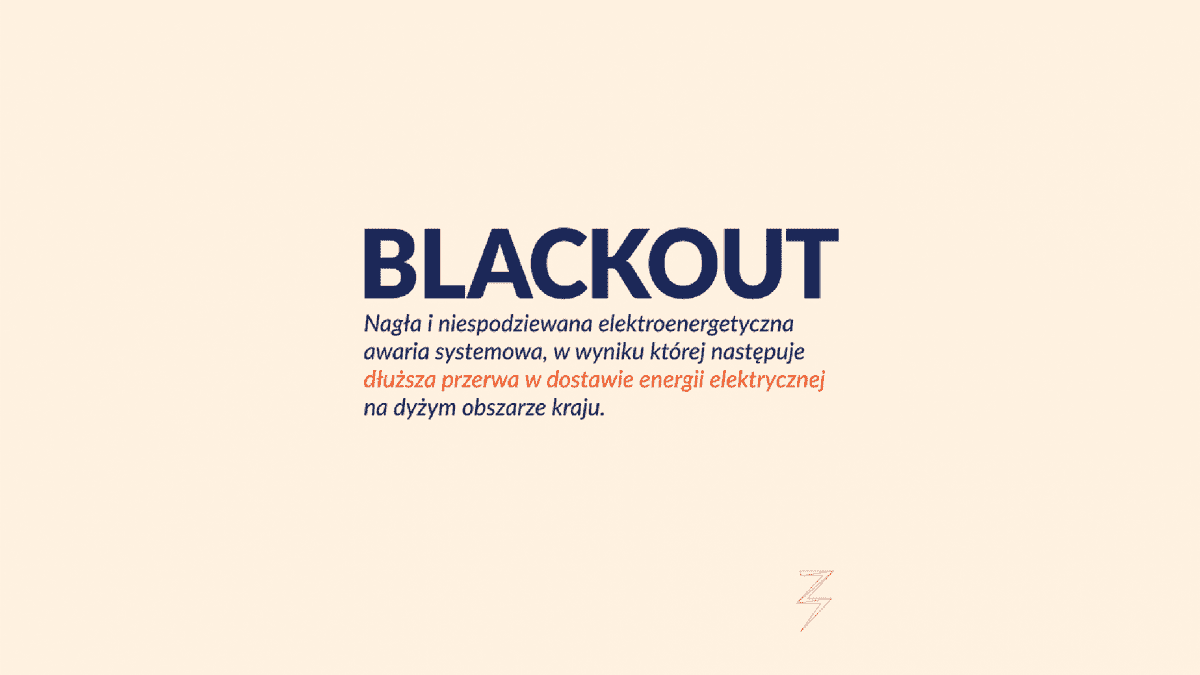 BLACKOUT
Nagła i niespodziewana elektroenergetyczna
awaria systemowa, w wyniku której następuje
dłuższa przerwa w dostawie energii elektrycznej
na dyżym obszarze kraju.